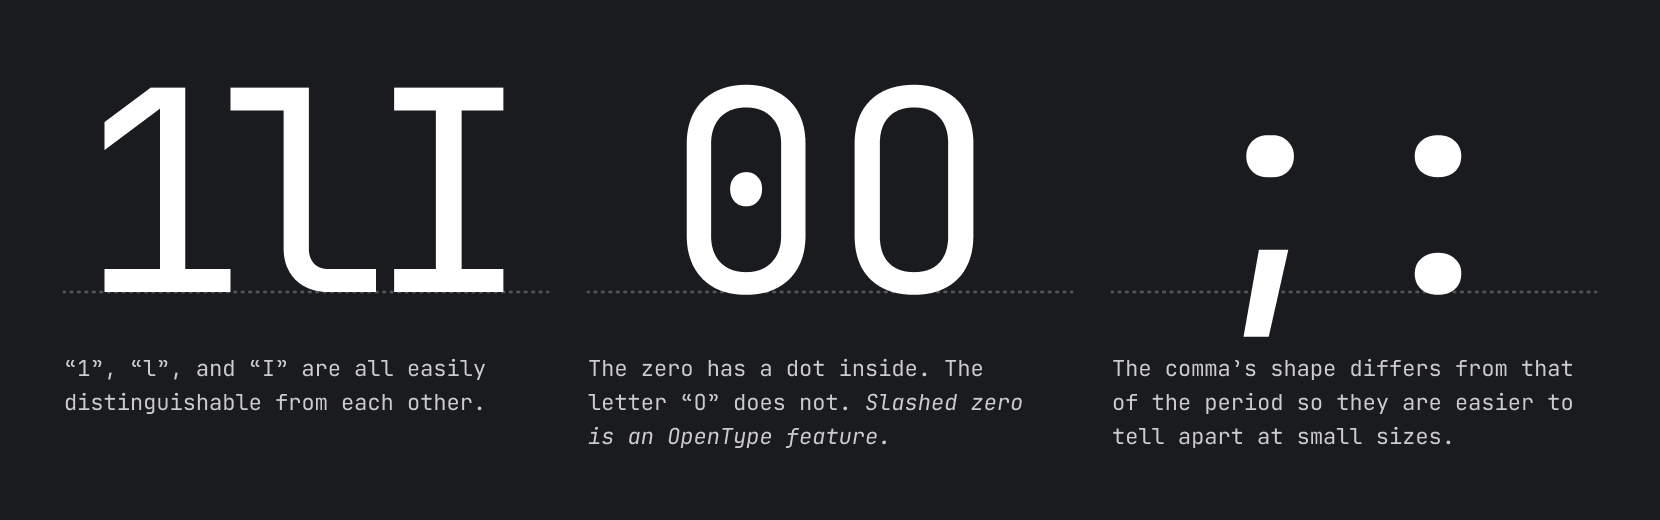 1lI
“1”, “l”, and “I” are all easily
distinguishable from each other.
0O
The zero has a dot inside. The
letter “O” does not. Slashed zero
is an OpenType feature.
; :
The comma’s shape differs from that
of the period so they are easier to
tell apart at small sizes.